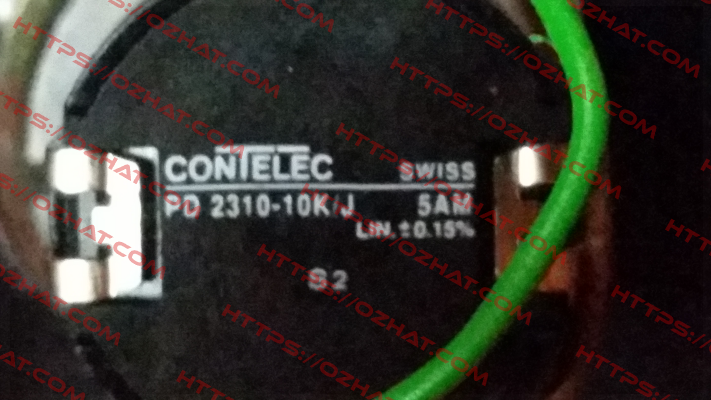 CONTELEC SWISS
PD 2310-10K/J 5AM
LIN. ±0.15%
S2
HTTPS://OZHAT.COM